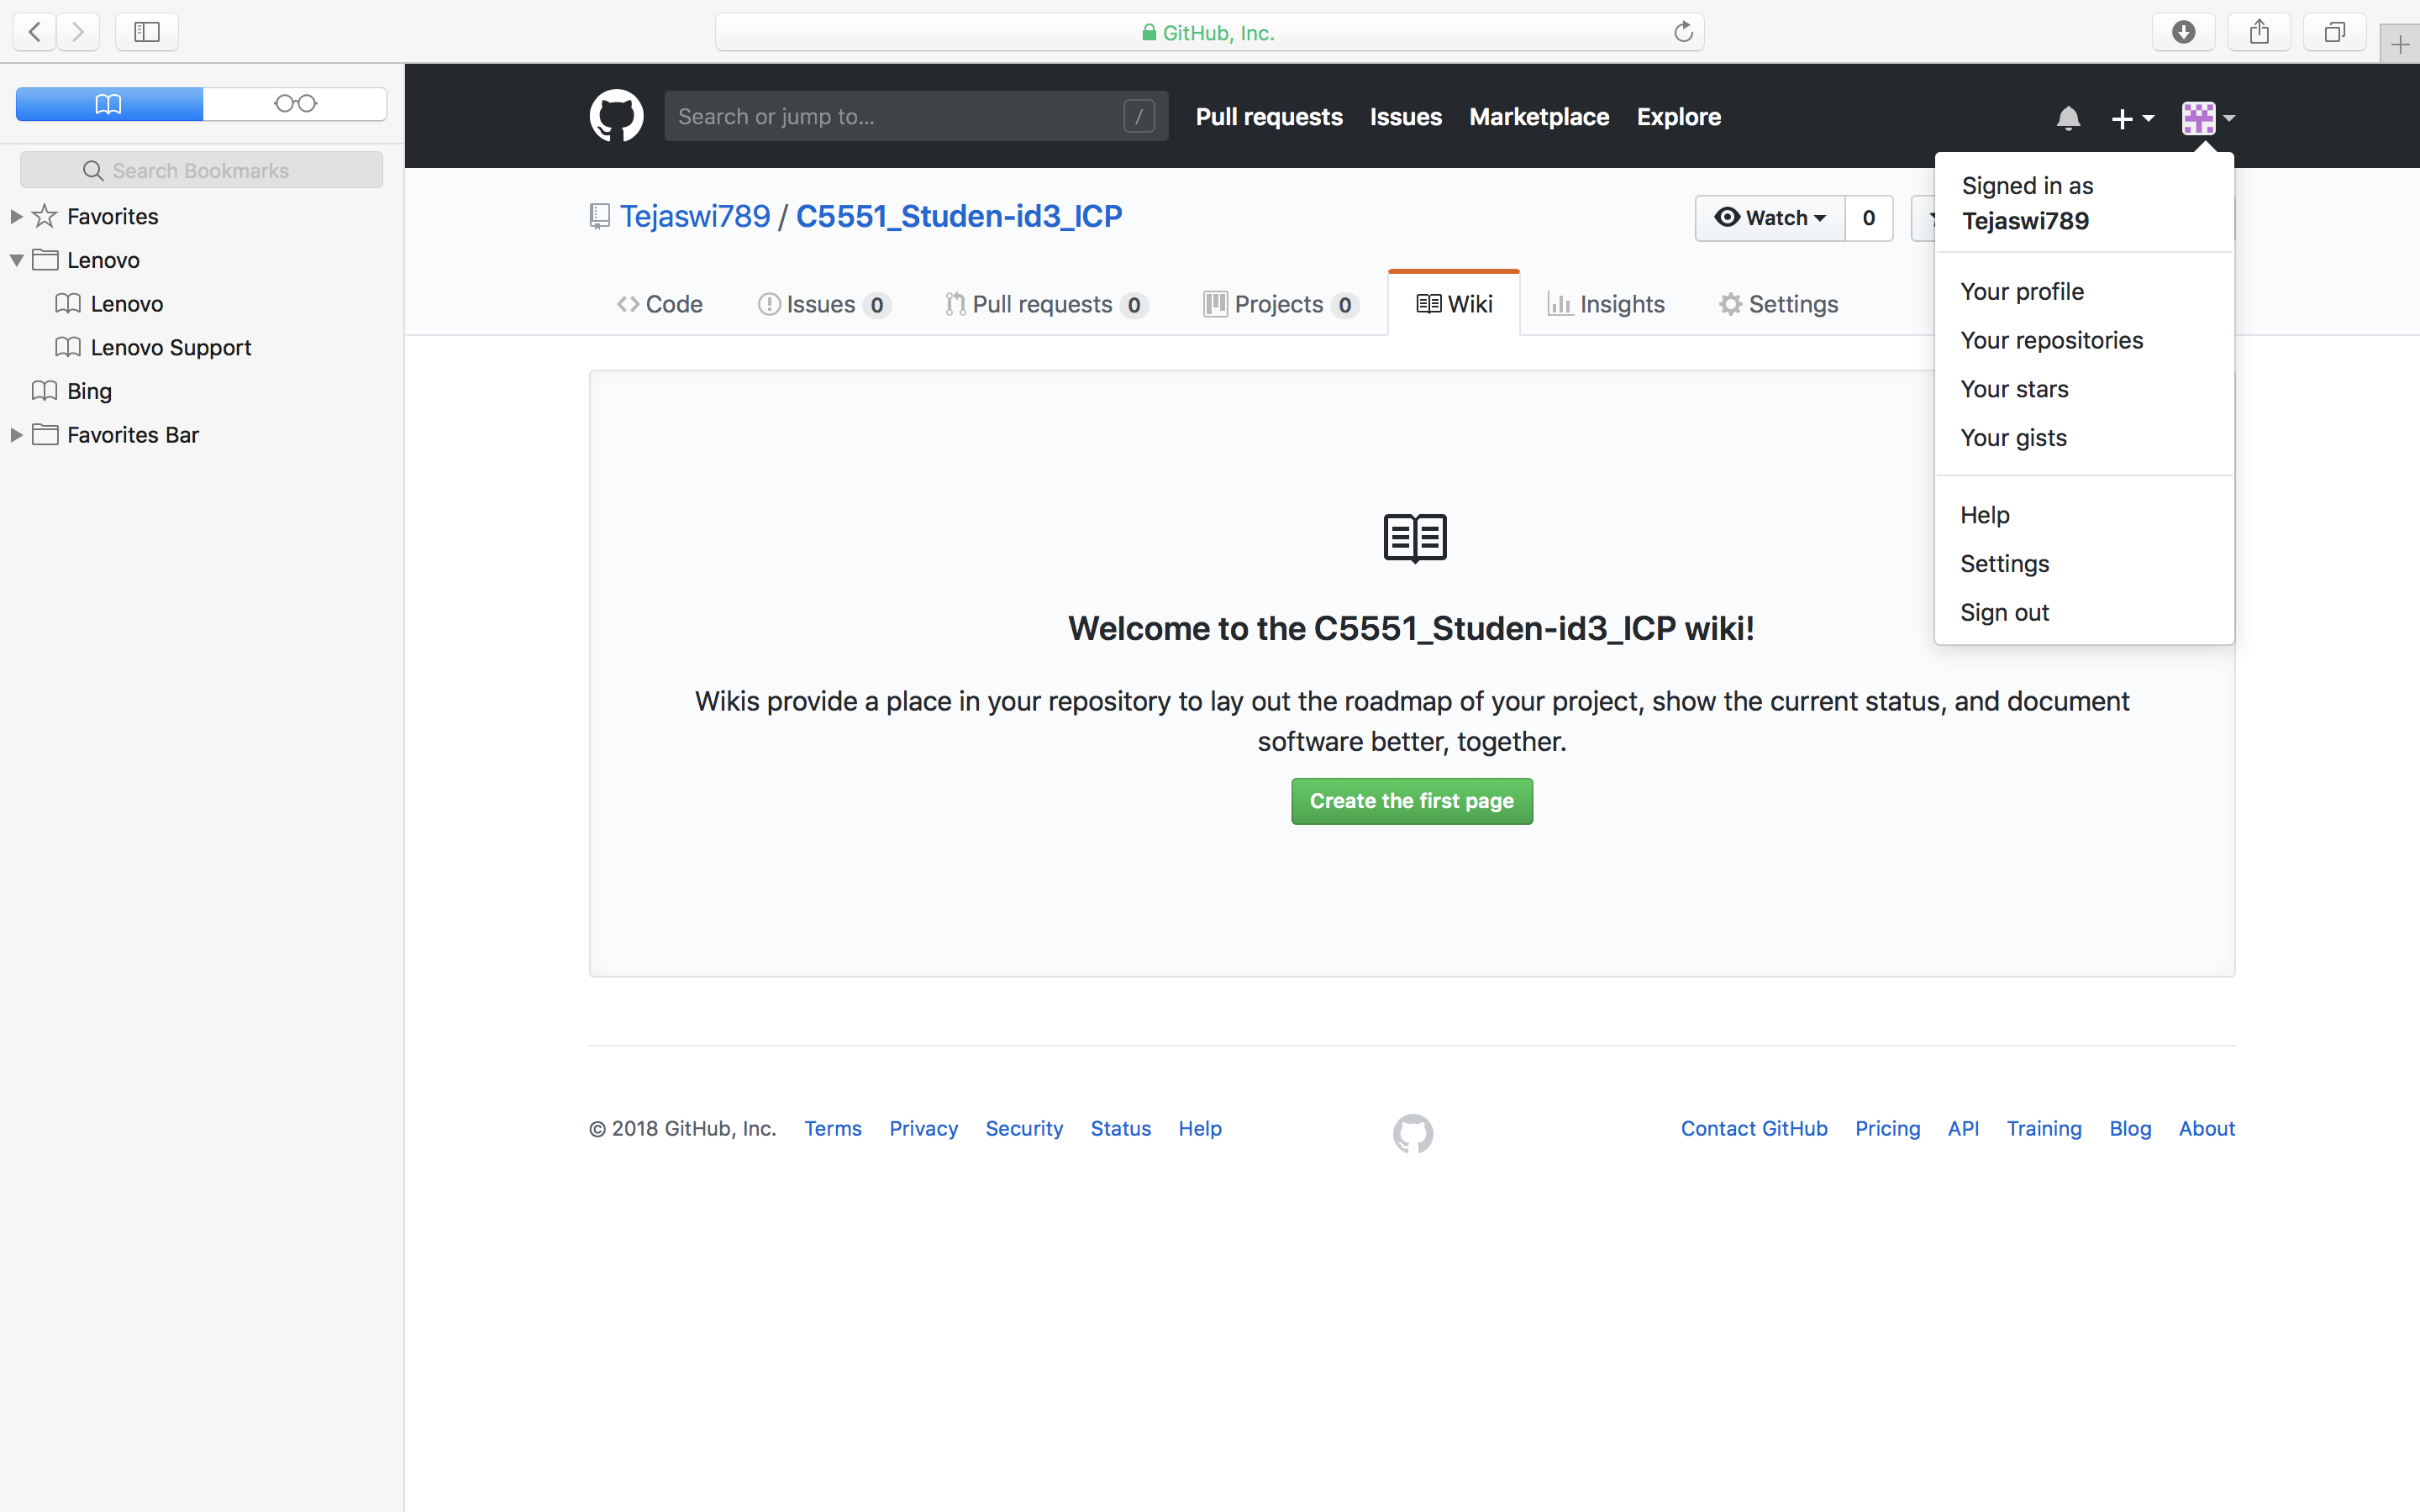 GitHub, Inc.
Search Bookmarks
Favorites
Lenovo
Lenovo
Lenovo Support
Bing
Favorites Bar
Search or jump to... /
Pull requests Issues Marketplace Explore
Tejaswi789 / C5551_Studen-id3_ICP
Watch 0
Code Issues 0 Pull requests 0 Projects 0 Wiki Insights Settings
Signed in as
Tejaswi789
Your profile
Your repositories
Your stars
Your gists
Help
Settings
Sign out
Welcome to the C5551_Studen-id3_ICP wiki!
Wikis provide a place in your repository to lay out the roadmap of your project, show the current status, and document
software better, together.
Create the first page
© 2018 GitHub, Inc. Terms Privacy Security Status Help
Contact GitHub Pricing API Training Blog About